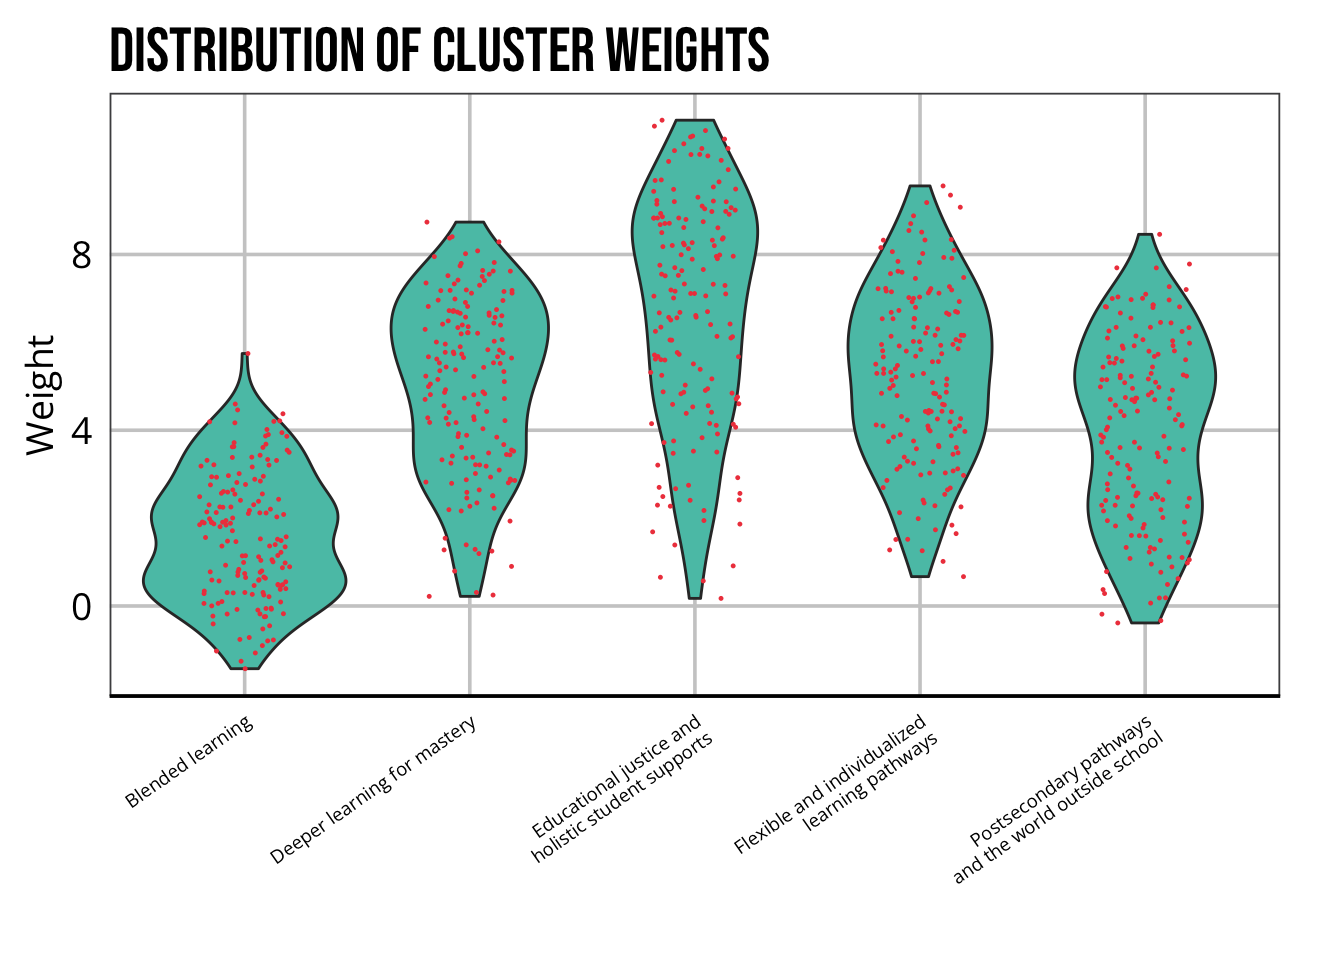 DISTRIBUTION OF CLUSTER WEIGHTS
Weight
8
4
0
Blended learning
Deeper learning for mastery
Educational justice and
holistic student supports
Flexible and individualized
learning pathways
Postsecondary pathways
and the world outside school